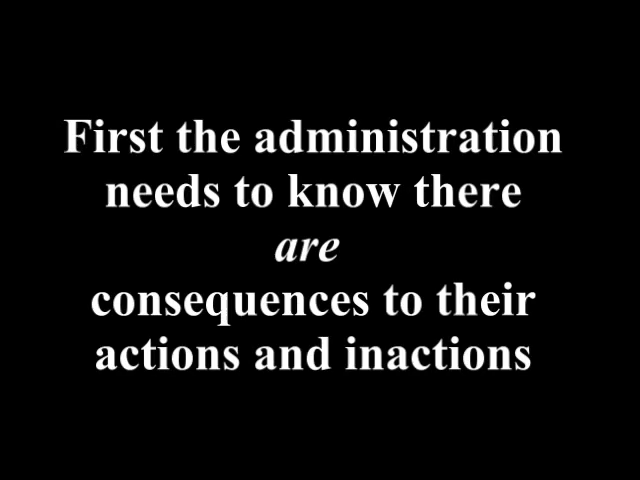 First the administration
needs to know there
are
consequences to their
actions and inactions